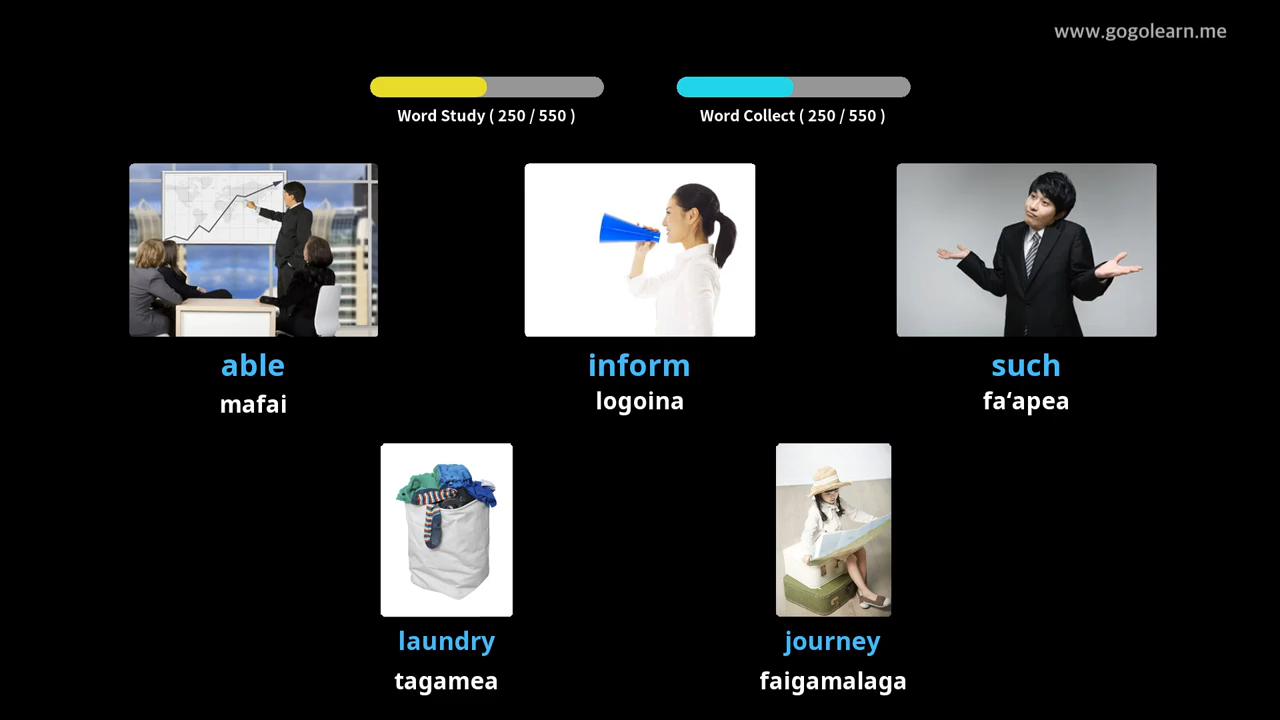 www.gogolearn.me
Word Study ( 250 / 550 )
Word Collect ( 250 / 550 )
able
mafai
inform
logoina
such
fa‘apea
laundry
tagamea
journey
faigamalaga